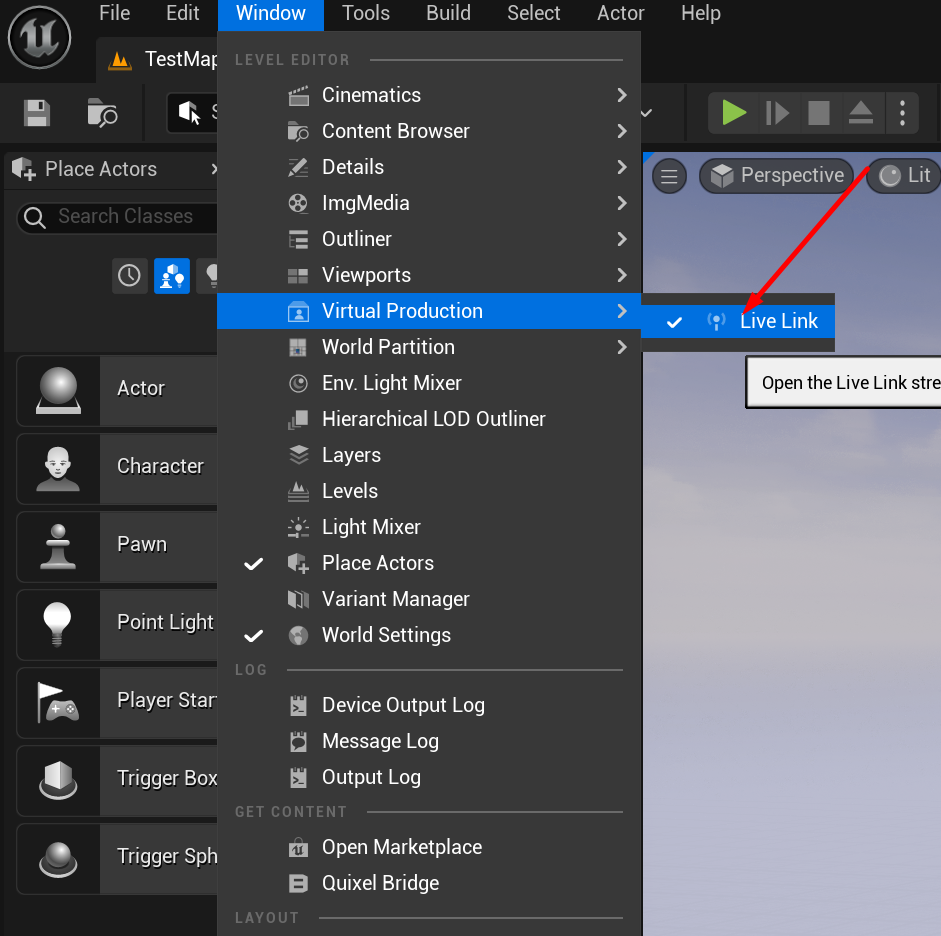 File Edit Window Tools Build Select Actor Help
TestMap
Place Actors
Search Classes
Actor
Character
Pawn
Point Light
Player Star
Trigger Box
Trigger Sph
LEVEL EDITOR
Cinematics
Content Browser
Details
ImgMedia
Outliner
Viewports
Virtual Production
World Partition
Env. Light Mixer
Hierarchical LOD Outliner
Layers
Levels
Light Mixer
Place Actors
Variant Manager
World Settings
LOG
Device Output Log
Message Log
Output Log
GET CONTENT
Open Marketplace
Quixel Bridge
LAYOUT
Perspective Lit
Live Link
Open the Live Link stre